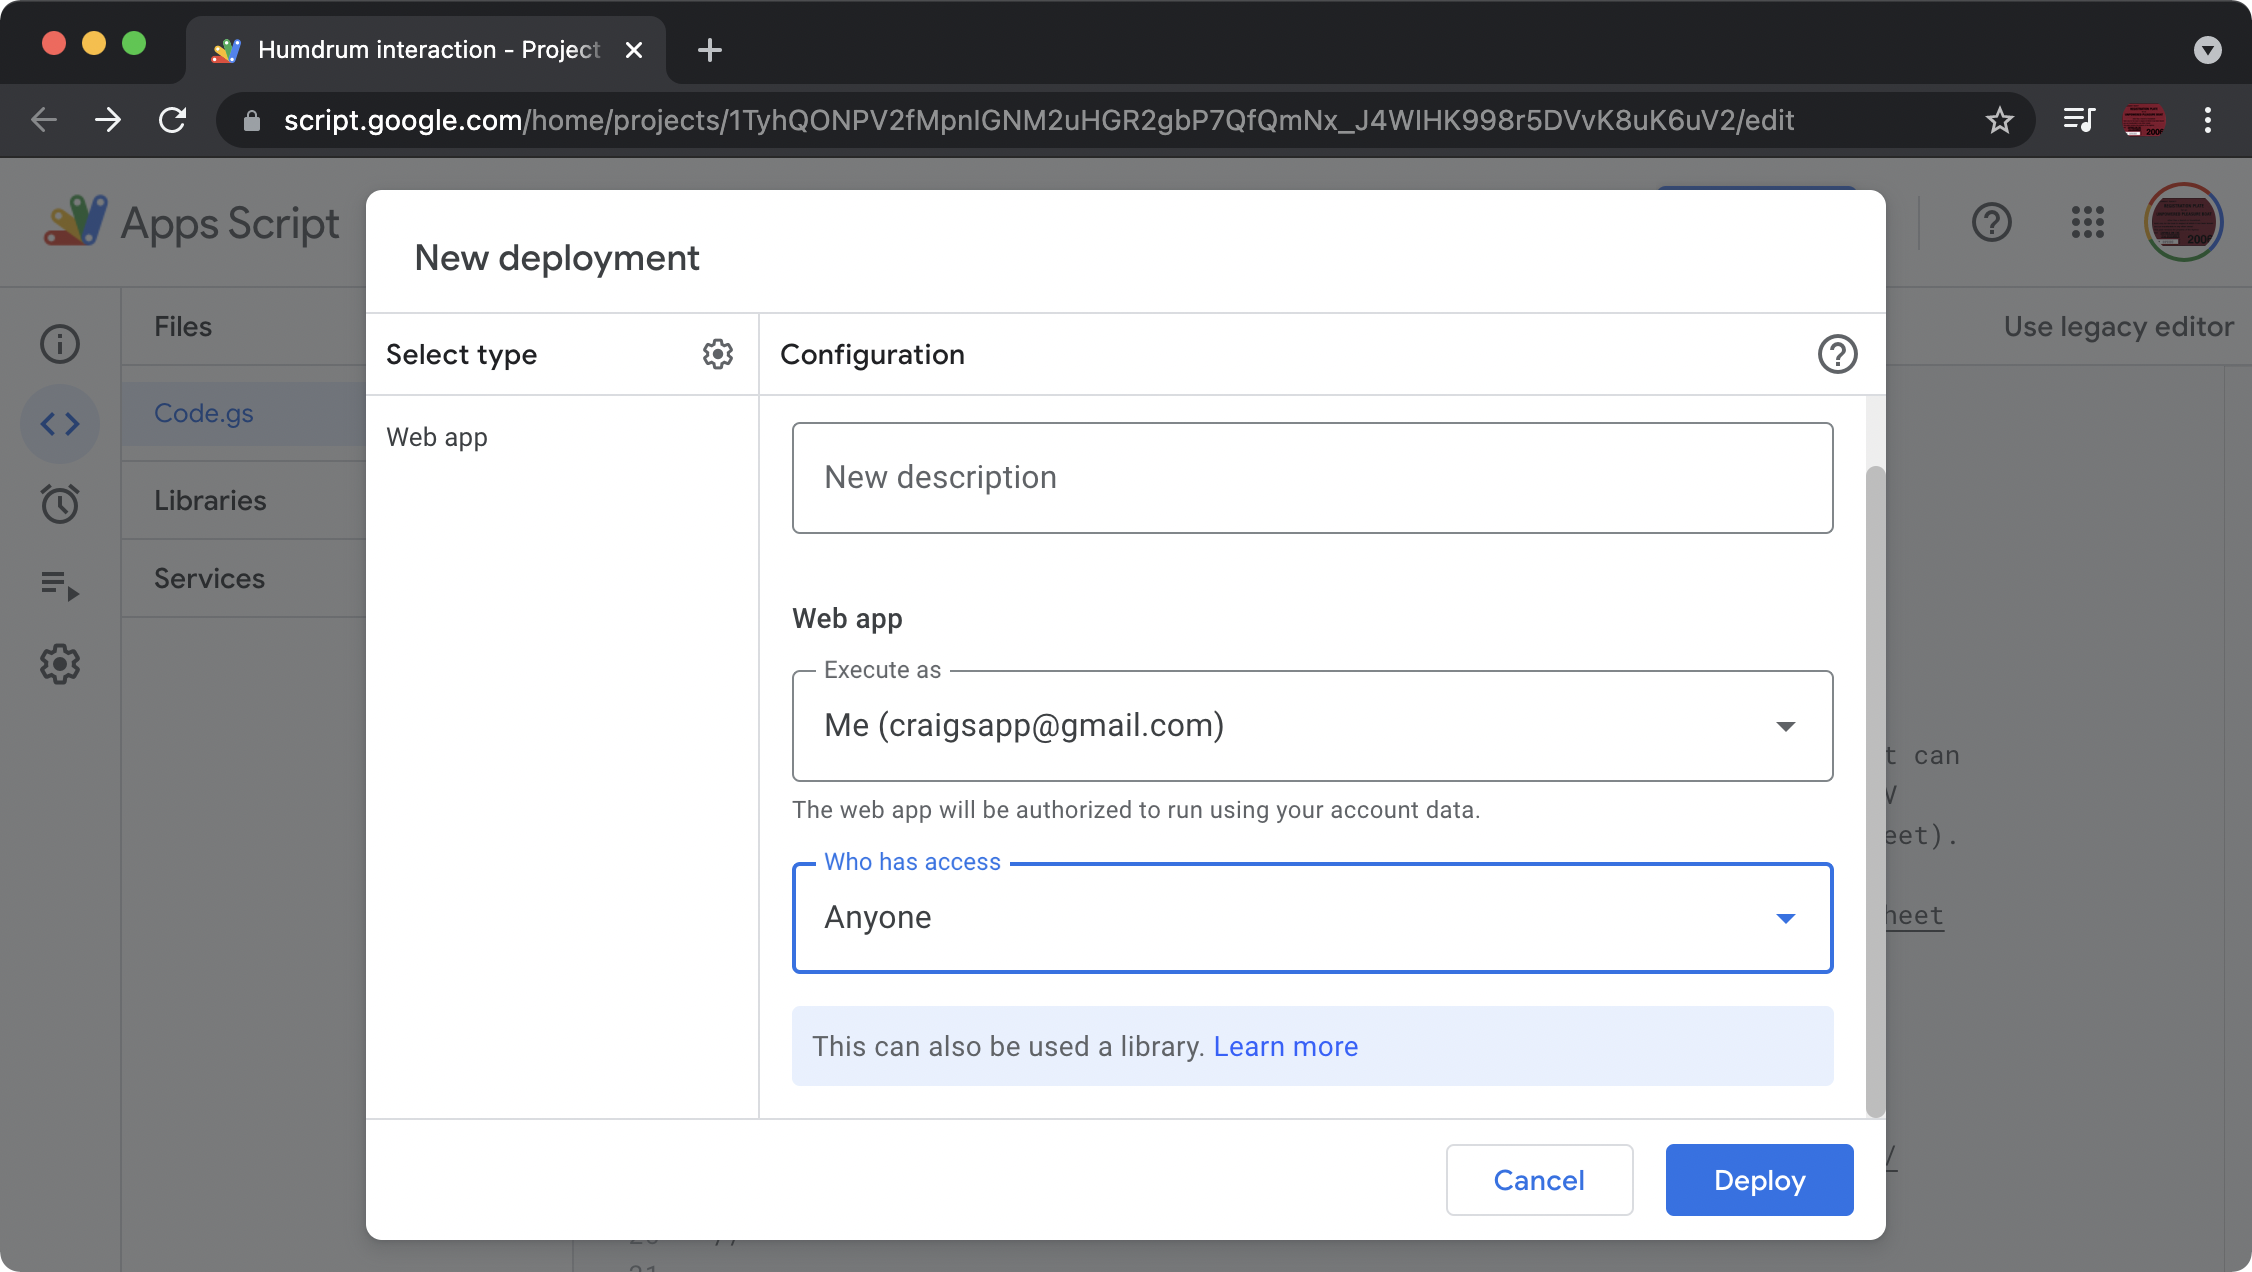 Humdrum interaction - Project
script.google.com/home/projects/1TyhQONPV2fMpnIGNM2uHGR2gbP7QfQmNx_J4WIHK998r5DVvK8uK6uV2/edit
Apps Script
New deployment
Files
Use legacy editor
Select type
Configuration
Code.gs
Web app
New description
Libraries
Services
Web app
Execute as
Me (craigsapp@gmail.com)
t can
The web app will be authorized to run using your account data.
eet).
Who has access
Anyone
heet
This can also be used a library. Learn more
Cancel
Deploy